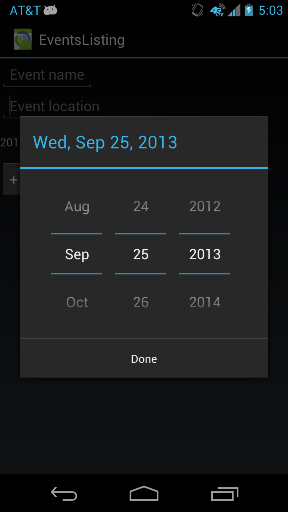 AT&T 5:03
EventsListing
Event name
Event location
201
+
Wed, Sep 25, 2013
Aug 24 2012
Sep 25 2013
Oct 26 2014
Done